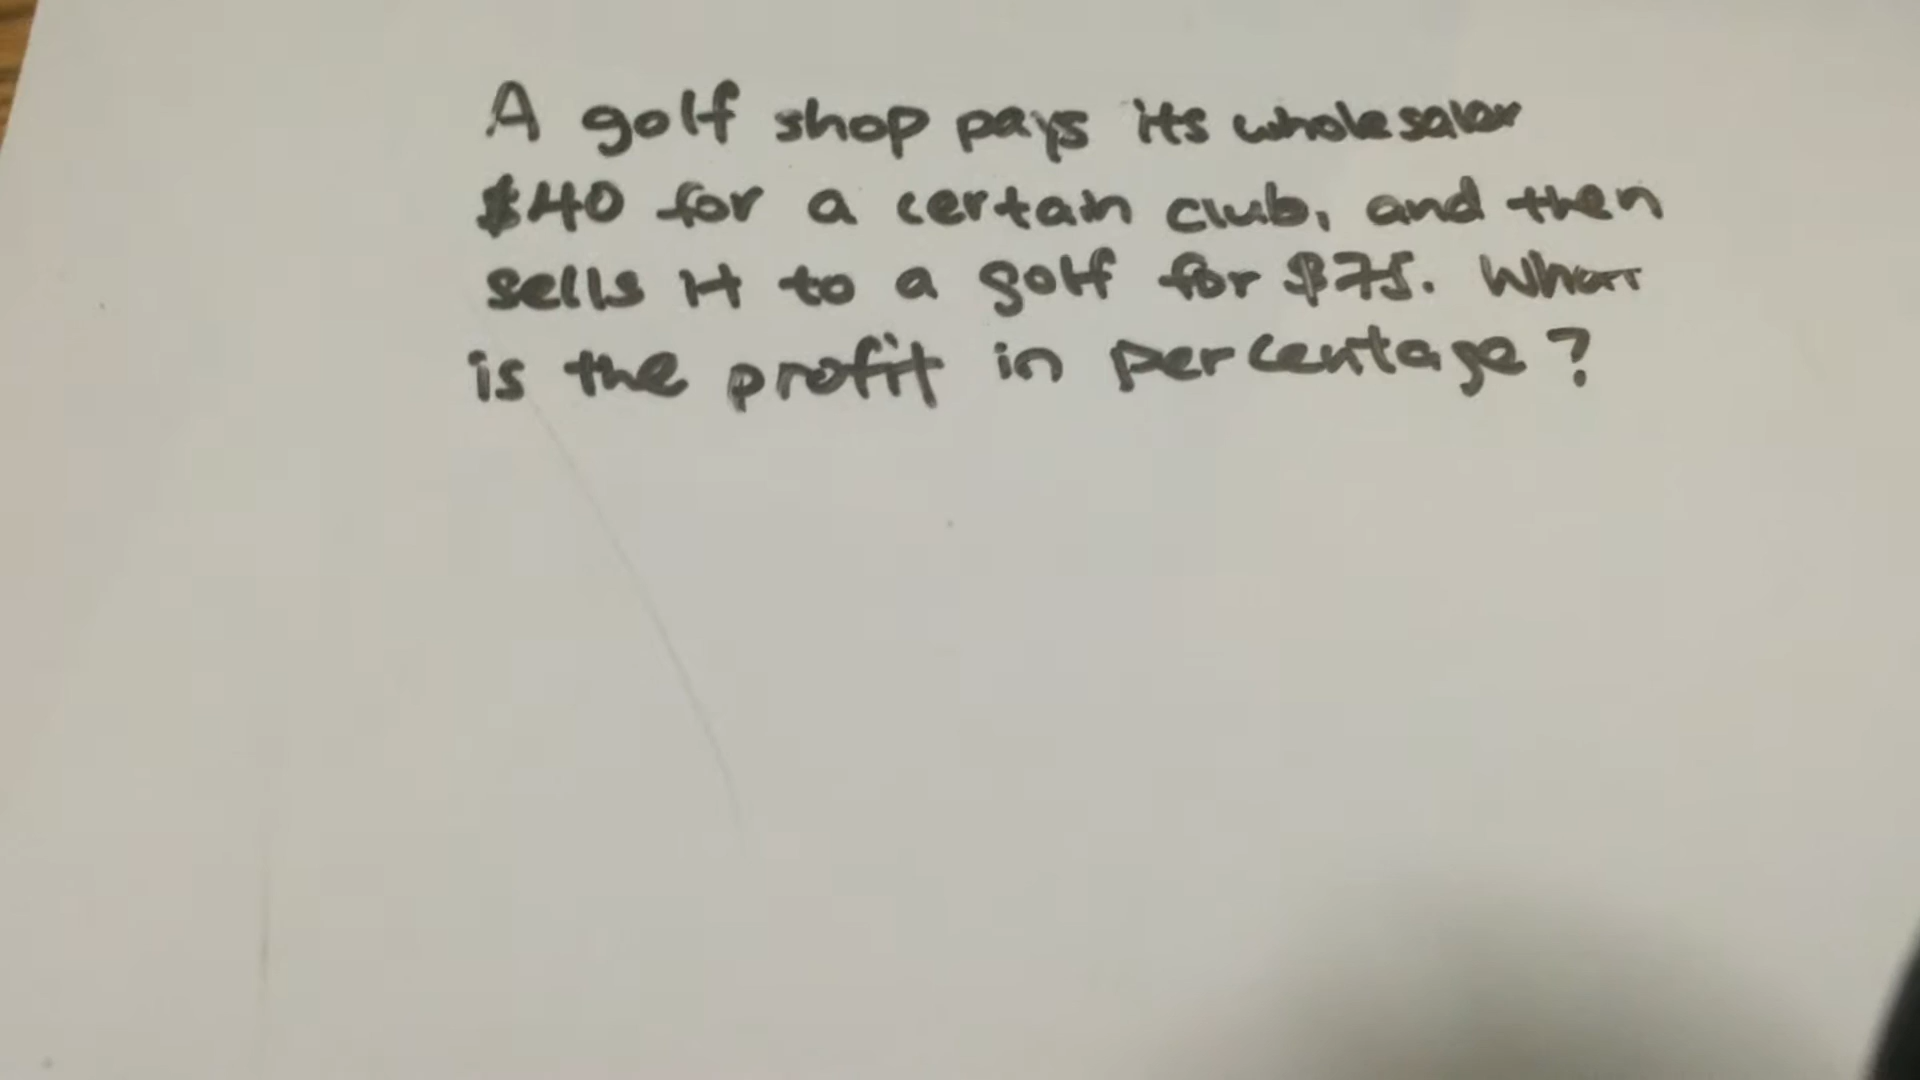 A golf shop pays its wholesaler
$40 for a certain club, and then
sells it to a golf for $75. What
is the profit in percentage?